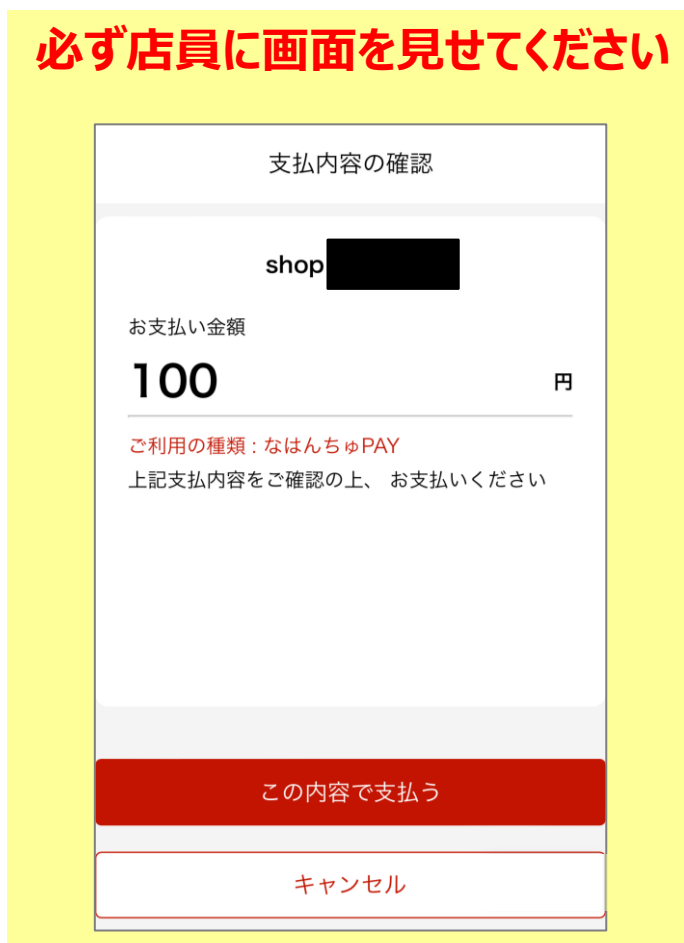 必ず店員に画面を見せてください
支払内容の確認
shop
お支払い金額
100 円
ご利用の種類 : なはんちゅPAY
上記支払内容をご確認の上、 お支払いください
この内容で支払う
キャンセル